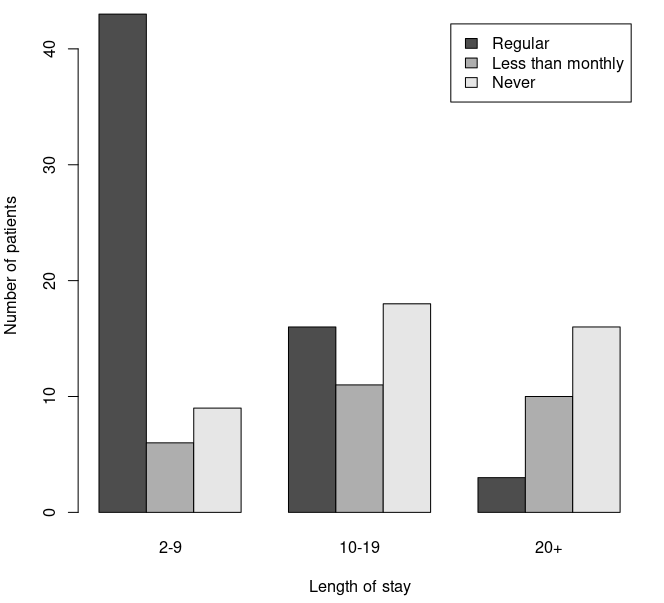 Regular
Less than monthly
Never
Number of patients
40
30
20
10
0
2-9 10-19 20+
Length of stay